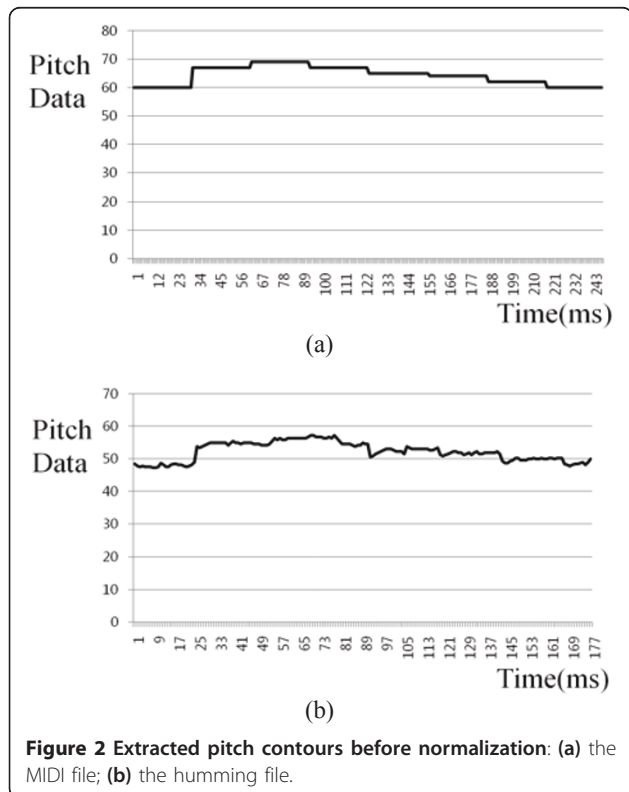 80
70
Pitch
Data
60
50
40
30
20
10
0
1 12 23 34 45 56 67 78 89 100 111 122 133 144 155 166 177 188 199 210 221 232 243
Time(ms)
(a)
70
60
Pitch
Data
50
40
30
20
10
0
1 9 17 25 33 41 49 57 65 73 81 89 97 105 113 121 129 137 145 153 161 169 177
Time(ms)
(b)
Figure 2 Extracted pitch contours before normalization: (a) the
MIDI file; (b) the humming file.